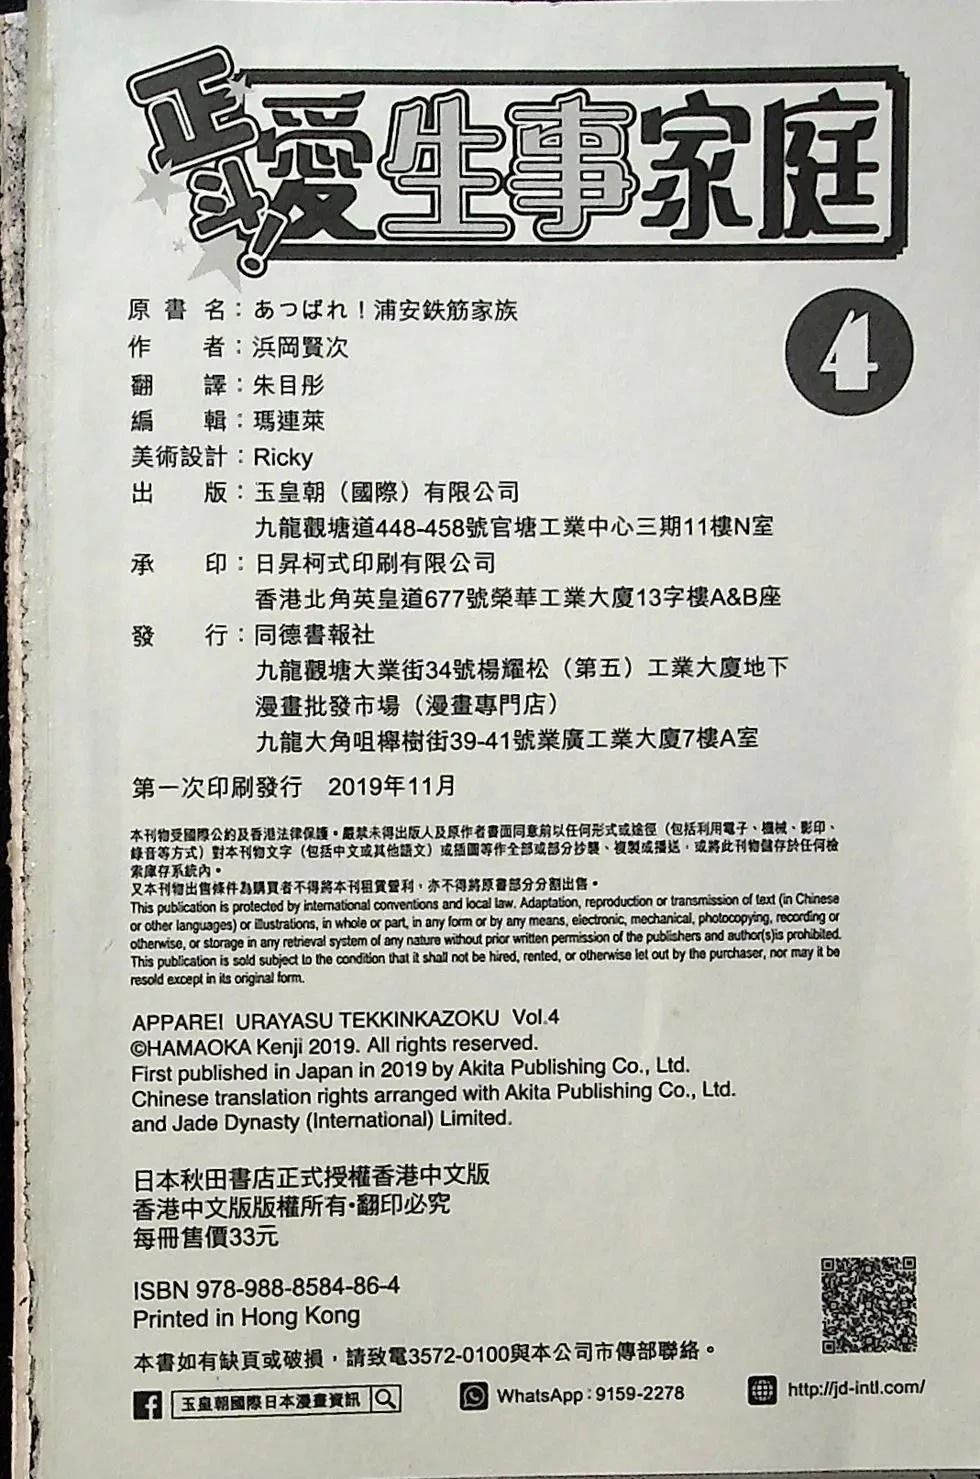 正斗!愛生事家庭
4
原書名：あっぱれ！浦安鉄筋家族
作者：浜岡賢次
翻譯：朱目彤
編輯：瑪連萊
美術設計：Ricky
出版：玉皇朝（國際）有限公司
九龍觀塘道448-458號官塘工業中心三期11樓N室
承印：日昇柯式印刷有限公司
香港北角英皇道677號榮華工業大廈13字樓A&B座
發行：同德書報社
九龍觀塘大業街34號楊耀松（第五）工業大廈地下
漫畫批發市場（漫畫專門店）
九龍大角咀櫸樹街39-41號業廣工業大廈7樓A室
第一次印刷發行　2019年11月
本刊物受國際公約及香港法律保護。嚴禁未得出版人及原作者書面同意前以任何形式或途徑（包括利用電子、機械、影印、
錄音等方式）對本刊物文字（包括中文或其他語文）或插圖等作全部或部分抄襲、複製或播送，或將此刊物儲存於任何檢
索庫存系統內。
又本刊物出售條件為購買者不得將本刊租賃營利，亦不得將原書部分分割出售。
This publication is protected by international conventions and local law. Adaptation, reproduction or transmission of text (in Chinese
or other languages) or illustrations, in whole or part, in any form or by any means, electronic, mechanical, photocopying, recording or
otherwise, or storage in any retrieval system of any nature without prior written permission of the publishers and author(s)is prohibited.
This publication is sold subject to the condition that it shall not be hired, rented, or otherwise let out by the purchaser, nor may it be
resold except in its original form.
APPARE! URAYASU TEKKINKAZOKU Vol.4
©HAMAOKA Kenji 2019. All rights reserved.
First published in Japan in 2019 by Akita Publishing Co., Ltd.
Chinese translation rights arranged with Akita Publishing Co., Ltd.
and Jade Dynasty (International) Limited.
日本秋田書店正式授權香港中文版
香港中文版版權所有・翻印必究
每冊售價33元
ISBN 978-988-8584-86-4
Printed in Hong Kong
本書如有缺頁或破損，請致電3572-0100與本公司市傳部聯絡。
玉皇朝國際日本漫畫資訊
WhatsApp：9159-2278
http://jd-intl.com/